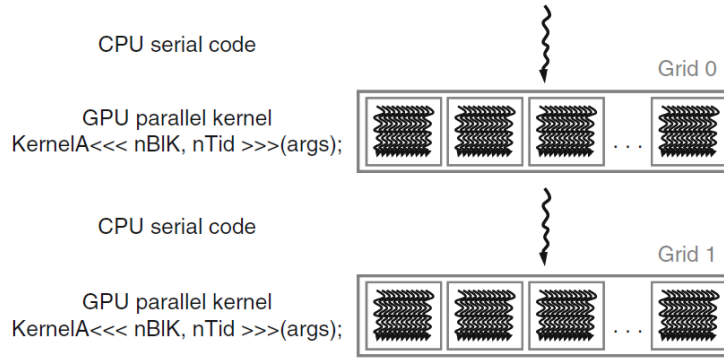 CPU serial code
Grid 0
GPU parallel kernel
KernelA<<< nBlK, nTid >>>(args);
. . .
CPU serial code
Grid 1
GPU parallel kernel
KernelA<<< nBlK, nTid >>>(args);
. . .